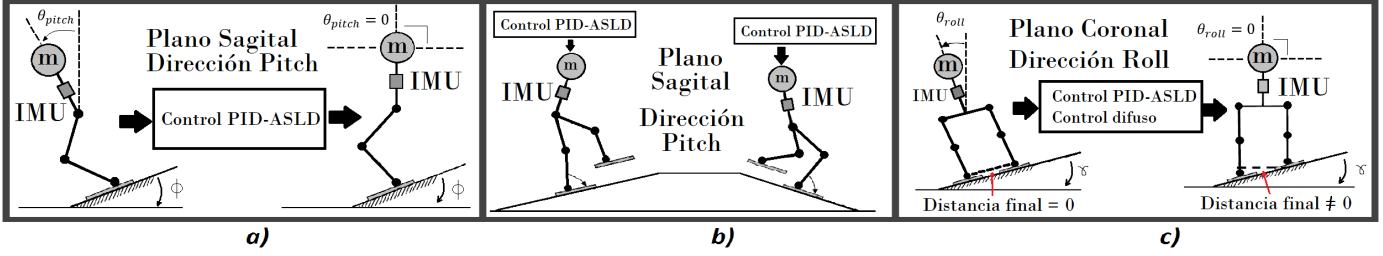 θpitch
m
IMU
Plano Sagital
Dirección Pitch
Control PID-ASLD
θpitch = 0
m
IMU
ϕ
ϕ
a)
Control PID-ASLD
m
IMU
Plano
Sagital
Dirección
Pitch
Control PID-ASLD
m
IMU
b)
θroll
m
IMU
Plano Coronal
Dirección Roll
Control PID-ASLD
Control difuso
θroll = 0
m
IMU
ɤ
Distancia final = 0
ɤ
Distancia final ≠ 0
c)